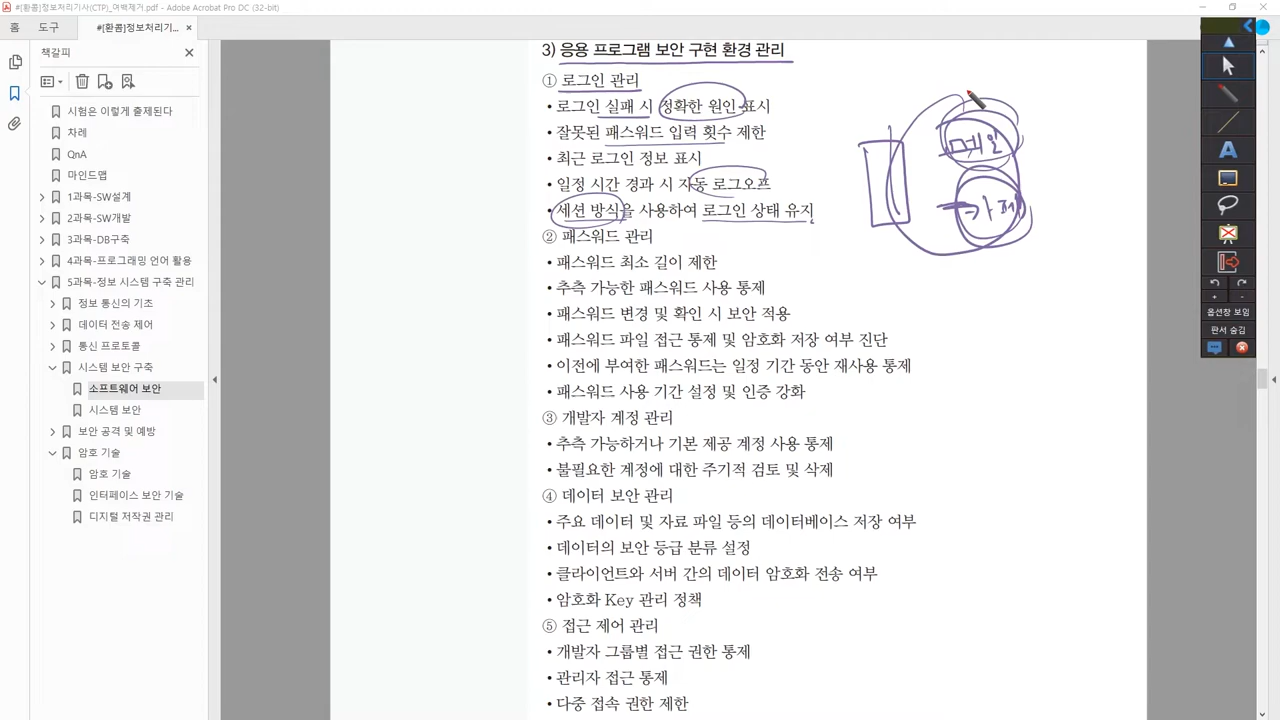 #[환콤]정보처리기사(CTP)_여백제거.pdf - Adobe Acrobat Pro DC (32-bit)
홈 도구 #[환콤]정보처리기... ×
책갈피
시험은 이렇게 출제된다
차례
QnA
마인드맵
1과목-SW설계
2과목-SW개발
3과목-DB구축
4과목-프로그래밍 언어 활용
5과목-정보 시스템 구축 관리
정보 통신의 기초
데이터 전송 제어
통신 프로토콜
시스템 보안 구축
소프트웨어 보안
시스템 보안
보안 공격 및 예방
암호 기술
암호 기술
인터페이스 보안 기술
디지털 저작권 관리
3) 응용 프로그램 보안 구현 환경 관리
① 로그인 관리
• 로그인 실패 시 정확한 원인 표시
• 잘못된 패스워드 입력 횟수 제한
• 최근 로그인 정보 표시
• 일정 시간 경과 시 자동 로그오프
• 세션 방식을 사용하여 로그인 상태 유지
② 패스워드 관리
• 패스워드 최소 길이 제한
• 추측 가능한 패스워드 사용 통제
• 패스워드 변경 및 확인 시 보안 적용
• 패스워드 파일 접근 통제 및 암호화 저장 여부 진단
• 이전에 부여한 패스워드는 일정 기간 동안 재사용 통제
• 패스워드 사용 기간 설정 및 인증 강화
③ 개발자 계정 관리
• 추측 가능하거나 기본 제공 계정 사용 통제
• 불필요한 계정에 대한 주기적 검토 및 삭제
④ 데이터 보안 관리
• 주요 데이터 및 자료 파일 등의 데이터베이스 저장 여부
• 데이터의 보안 등급 분류 설정
• 클라이언트와 서버 간의 데이터 암호화 전송 여부
• 암호화 Key 관리 정책
⑤ 접근 제어 관리
• 개발자 그룹별 접근 권한 통제
• 관리자 접근 통제
• 다중 접속 권한 제한
메일
카페
A
+ -
옵션창 보임
판서 숨김